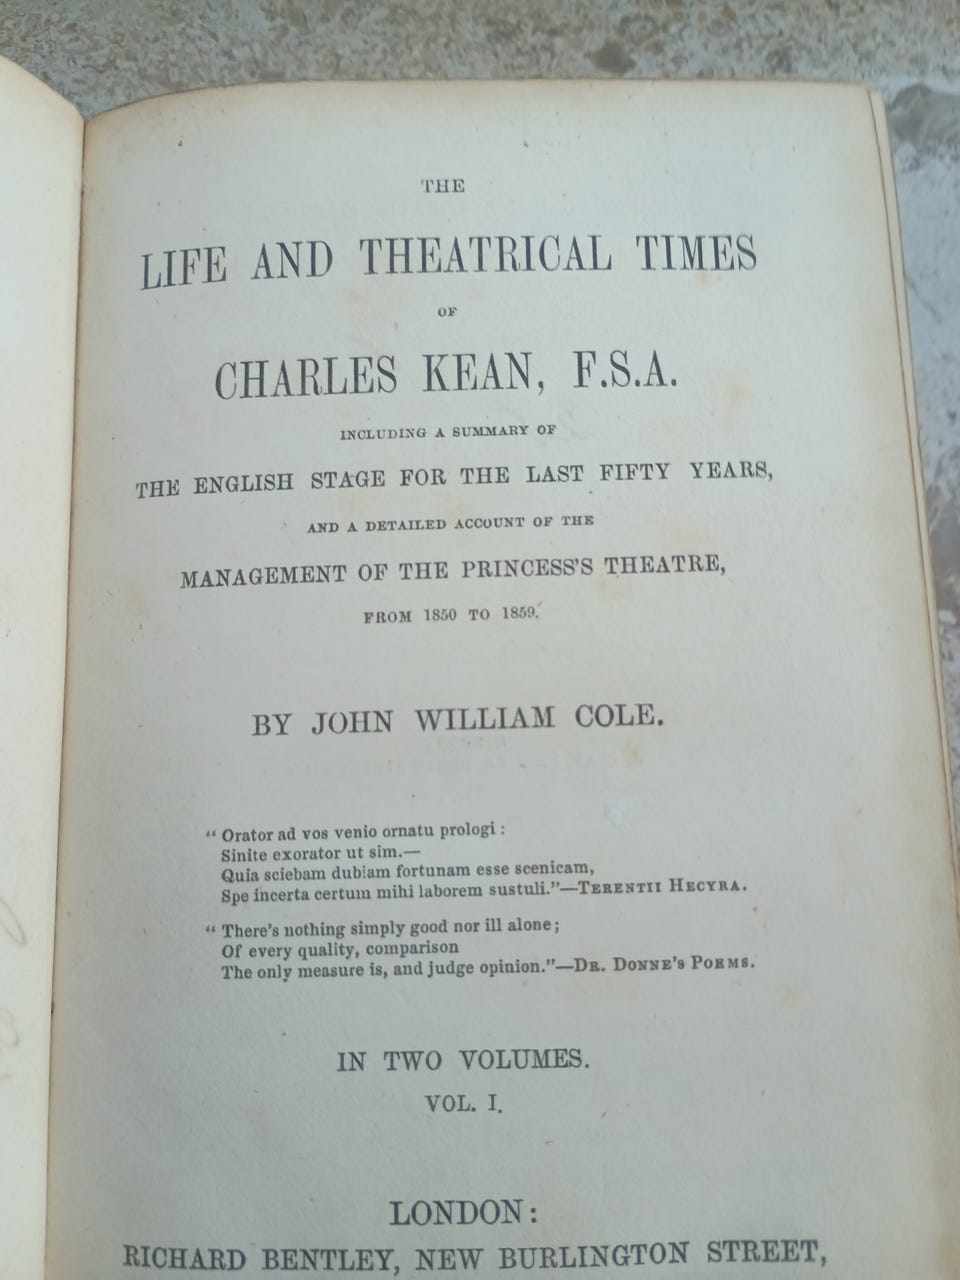 THE
LIFE AND THEATRICAL TIMES
OF
CHARLES KEAN, F.S.A.
INCLUDING A SUMMARY OF
THE ENGLISH STAGE FOR THE LAST FIFTY YEARS,
AND A DETAILED ACCOUNT OF THE
MANAGEMENT OF THE PRINCESS'S THEATRE,
FROM 1850 TO 1859.
BY JOHN WILLIAM COLE.
“ Orator ad vos venio ornatu prologi :
Sinite exorator ut sim.—
Quia sciebam dubiam fortunam esse scenicam,
Spe incerta certum mihi laborem sustuli.”—TERENTII HECYRA.
“ There's nothing simply good nor ill alone ;
Of every quality, comparison
The only measure is, and judge opinion.”—DR. DONNE'S POEMS.
IN TWO VOLUMES.
VOL. I.
LONDON:
RICHARD BENTLEY, NEW BURLINGTON STREET,